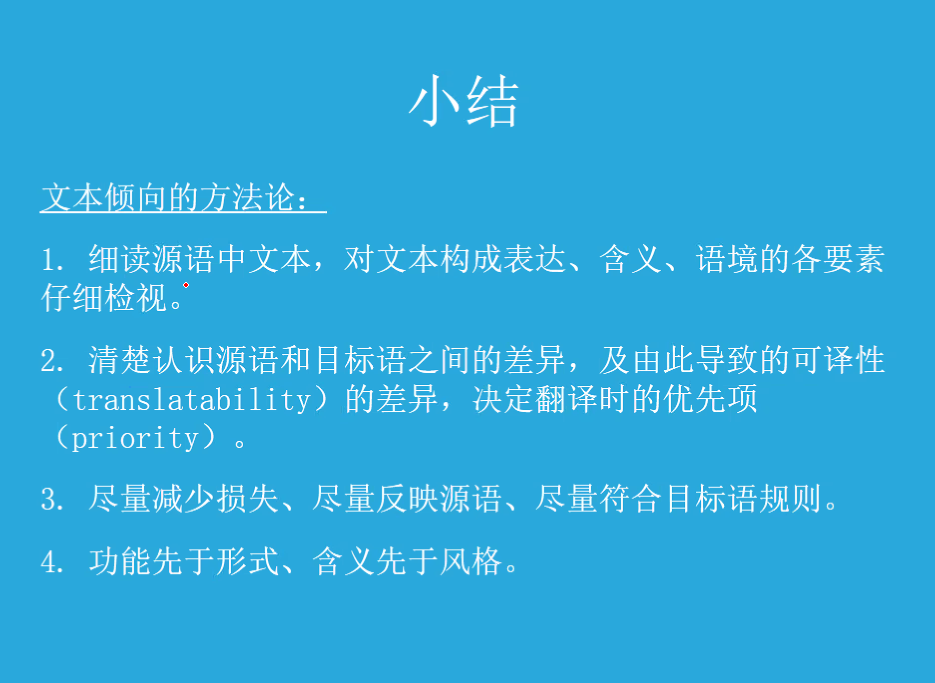 小结
文本倾向的方法论：
1. 细读源语中文本，对文本构成表达、含义、语境的各要素
仔细检视。
2. 清楚认识源语和目标语之间的差异，及由此导致的可译性
（translatability）的差异，决定翻译时的优先项
（priority）。
3. 尽量减少损失、尽量反映源语、尽量符合目标语规则。
4. 功能先于形式、含义先于风格。